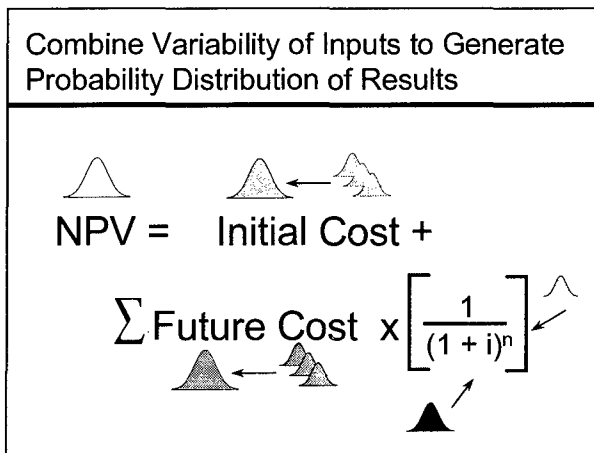 Combine Variability of Inputs to Generate
Probability Distribution of Results
NPV = Initial Cost +
∑ Future Cost x [ 1 / (1 + i)ⁿ ]